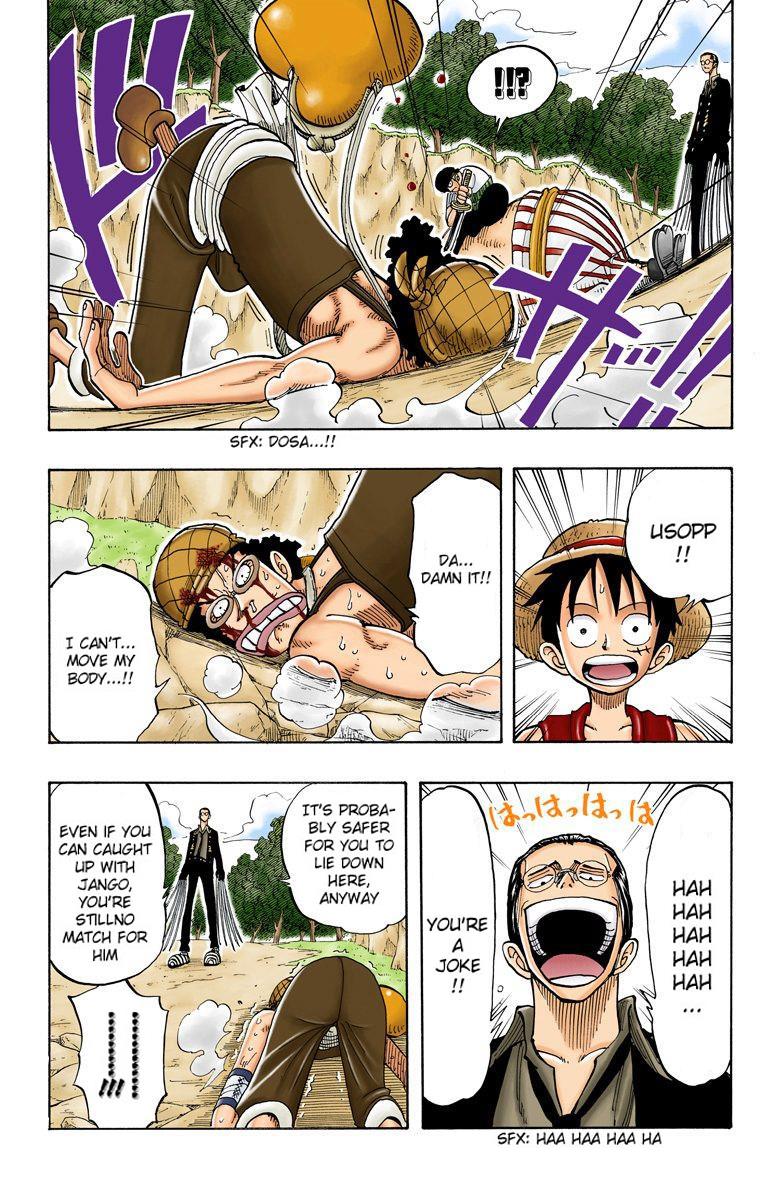 !!?
ドサ…!!
SFX: DOSA...!!
USOPP
!!
DA...
DAMN IT!!
I CAN'T...
MOVE MY
BODY...!!
はっはっはっは
HAH
HAH
HAH
HAH
HAH
...
YOU'RE
A
JOKE
!!
SFX: HAA HAA HAA HA
IT'S PROBA-
BLY SAFER
FOR YOU TO
LIE DOWN
HERE,
ANYWAY
EVEN IF YOU
CAN CAUGHT
UP WITH
JANGO,
YOU'RE
STILLNO
MATCH FOR
HIM
........!!!